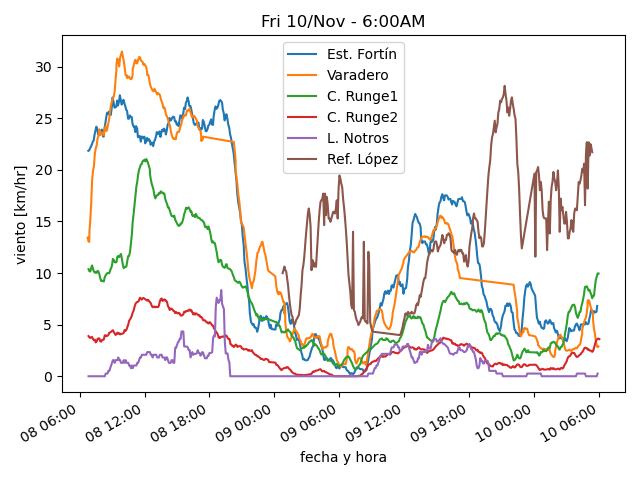 Fri 10/Nov - 6:00AM
Est. Fortín
Varadero
C. Runge1
C. Runge2
L. Notros
Ref. López
viento [km/hr]
30
25
20
15
10
5
0
08 06:00
08 12:00
08 18:00
09 00:00
09 06:00
09 12:00
09 18:00
10 00:00
10 06:00
fecha y hora